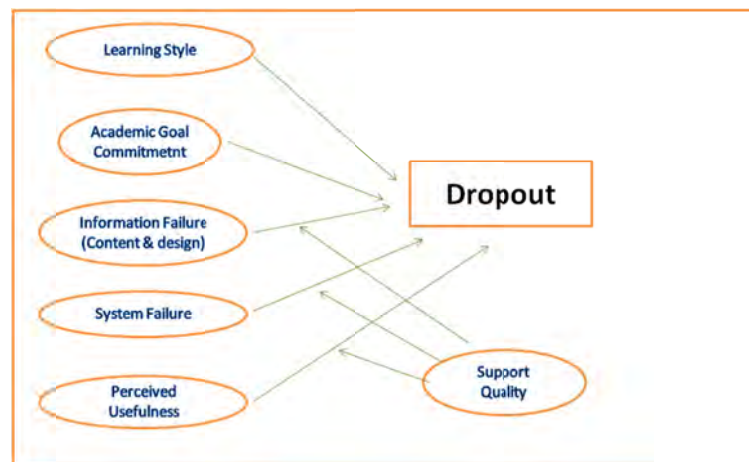 Learning Style
Academic Goal
Commitmetnt
Dropout
Information Failure
(Content & design)
System Failure
Perceived
Usefulness
Support
Quality